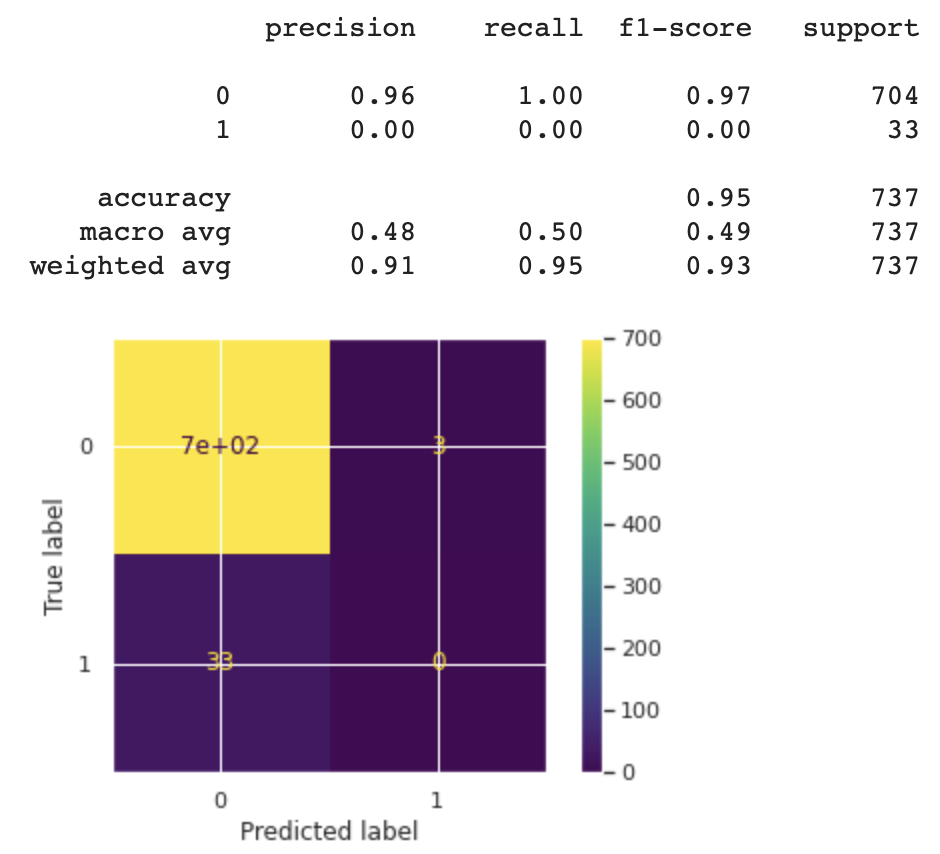 precision recall f1-score support
0 0.96 1.00 0.97 704
1 0.00 0.00 0.00 33
accuracy 0.95 737
macro avg 0.48 0.50 0.49 737
weighted avg 0.91 0.95 0.93 737
700
600
500
400
300
200
100
0
True label
0
7e+02 3
1
33 0
0 1
Predicted label